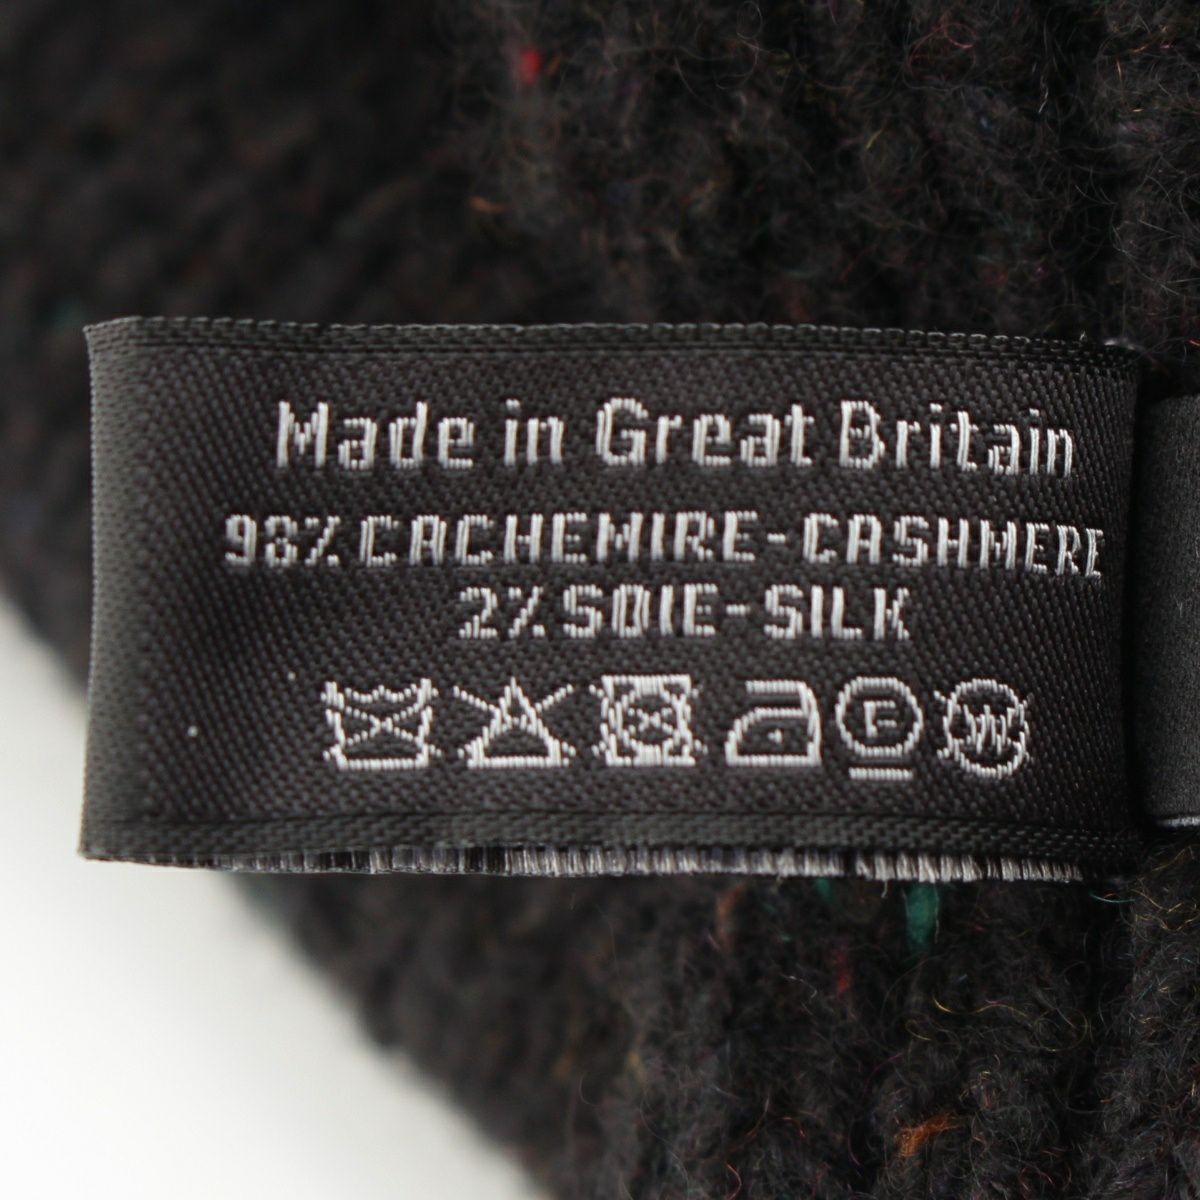 Made in Great Britain
98% CACHEMIRE-CASHMERE
2% SOIE-SILK
F W